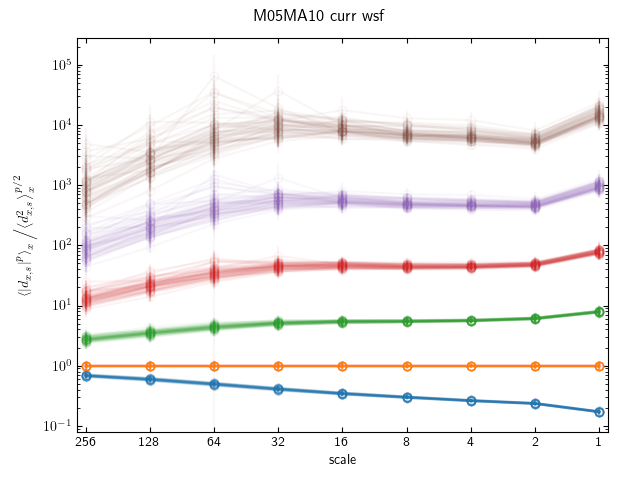 M05MA10 curr wsf
⟨|d_{x,s}|^p⟩_x / ⟨d_{x,s}^2⟩_x^{p/2}
10^5
10^4
10^3
10^2
10^1
10^0
10^{-1}
256 128 64 32 16 8 4 2 1
scale